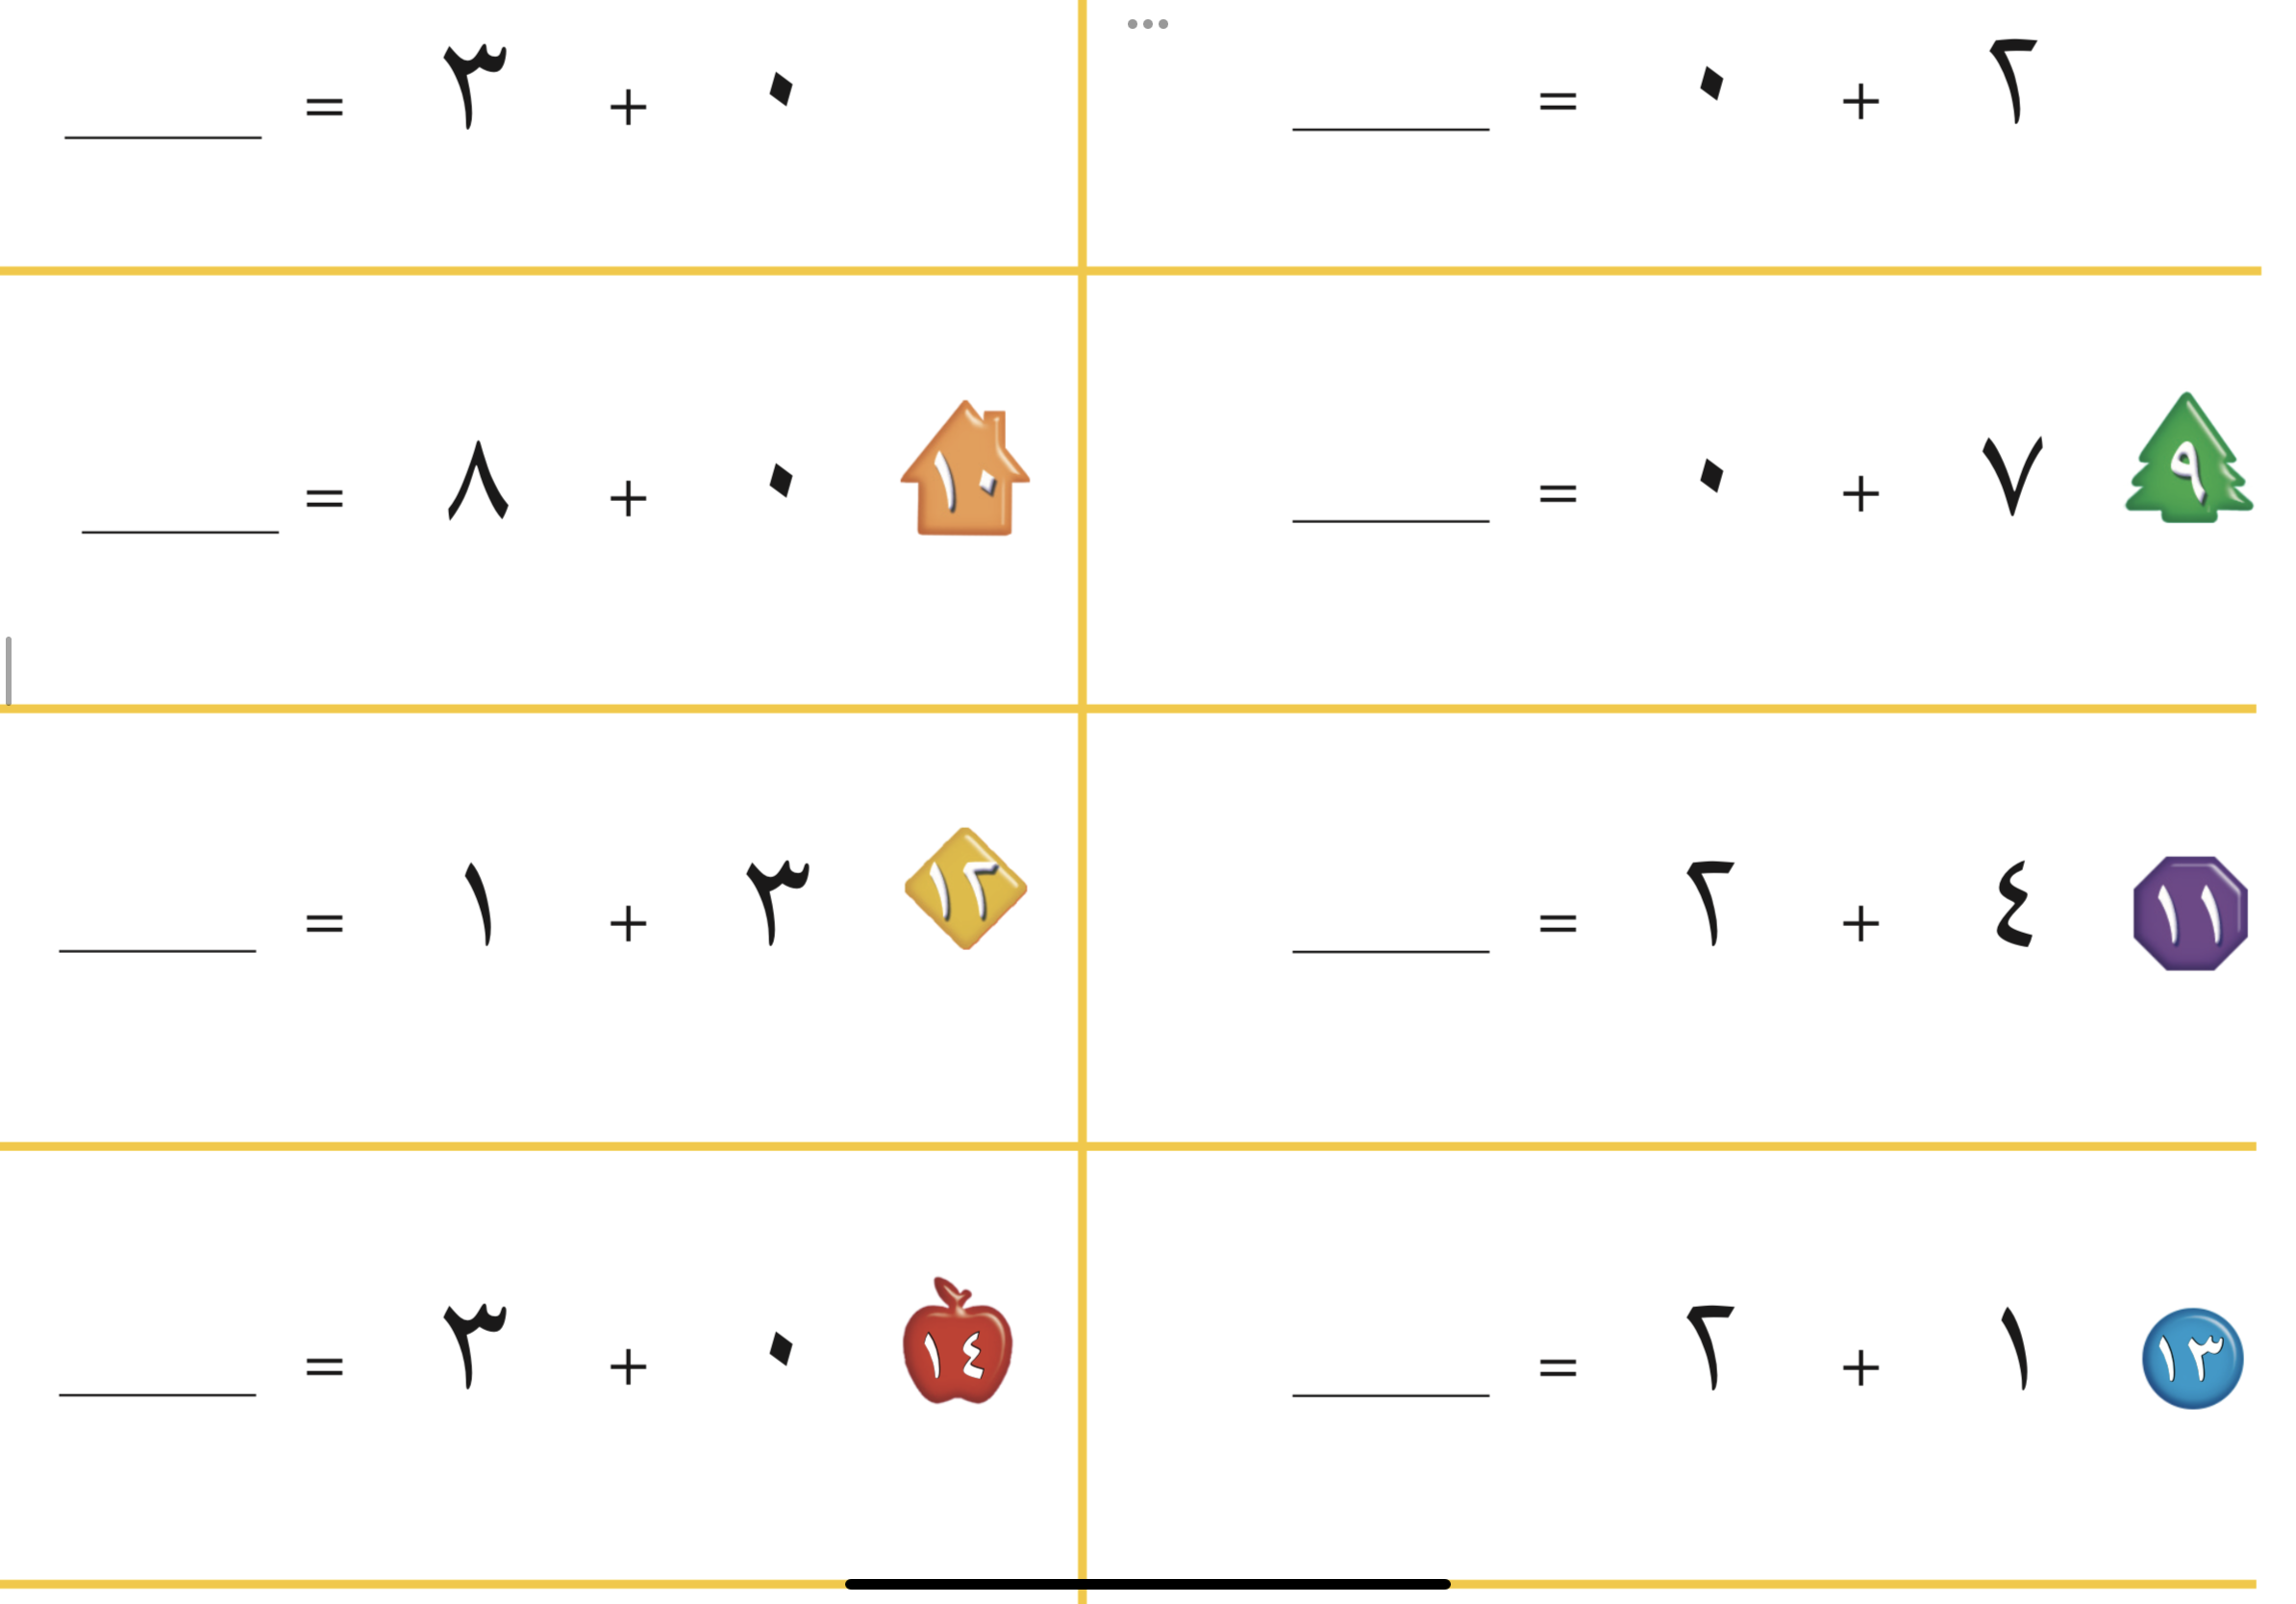 ٢ + ٠ = ______
٠ + ٣ = ______
٩ ٧ + ٠ = ______
١٠ ٠ + ٨ = ______
١١ ٤ + ٢ = ______
١٢ ٣ + ١ = ______
١٣ ١ + ٢ = ______
١٤ ٠ + ٣ = ______